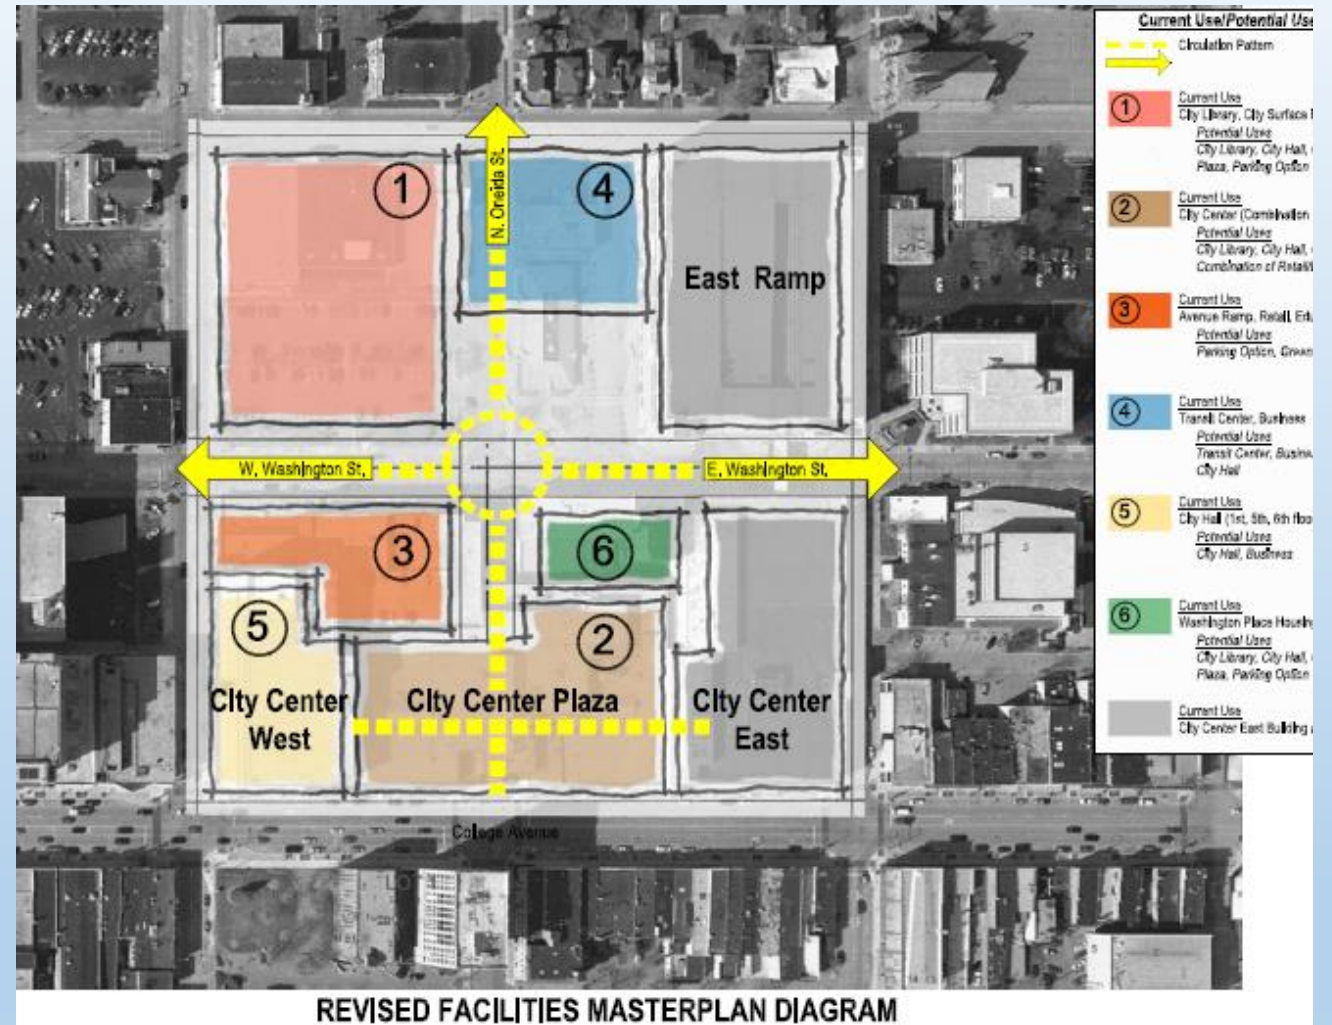 Current Use/Potential Use
Circulation Pattern
1
Current Use
City Library, City Surface
Potential Uses
City Library, City Hall,
Plaza, Parking Option
2
Current Use
City Center (Combination
Potential Uses
City Library, City Hall,
Combination of
3
Current Use
Avenue Ramp, Retail,
Potential Uses
Parking Option,
4
Current Use
Transit Center, Business
Potential Uses
Transit Center,
City Hall
5
Current Use
City Hall (1st, 5th, 6th
Potential Uses
City Hall, Business
6
Current Use
Washington Place
Potential Uses
City Library, City Hall,
Plaza, Parking Option
Current Use
City Center East Building
1
N. Oneida St.
4
East Ramp
W. Washington St.
E. Washington St.
3
6
5
2
City Center
West
City Center Plaza
City Center
East
College Avenue
REVISED FACILITIES MASTERPLAN DIAGRAM